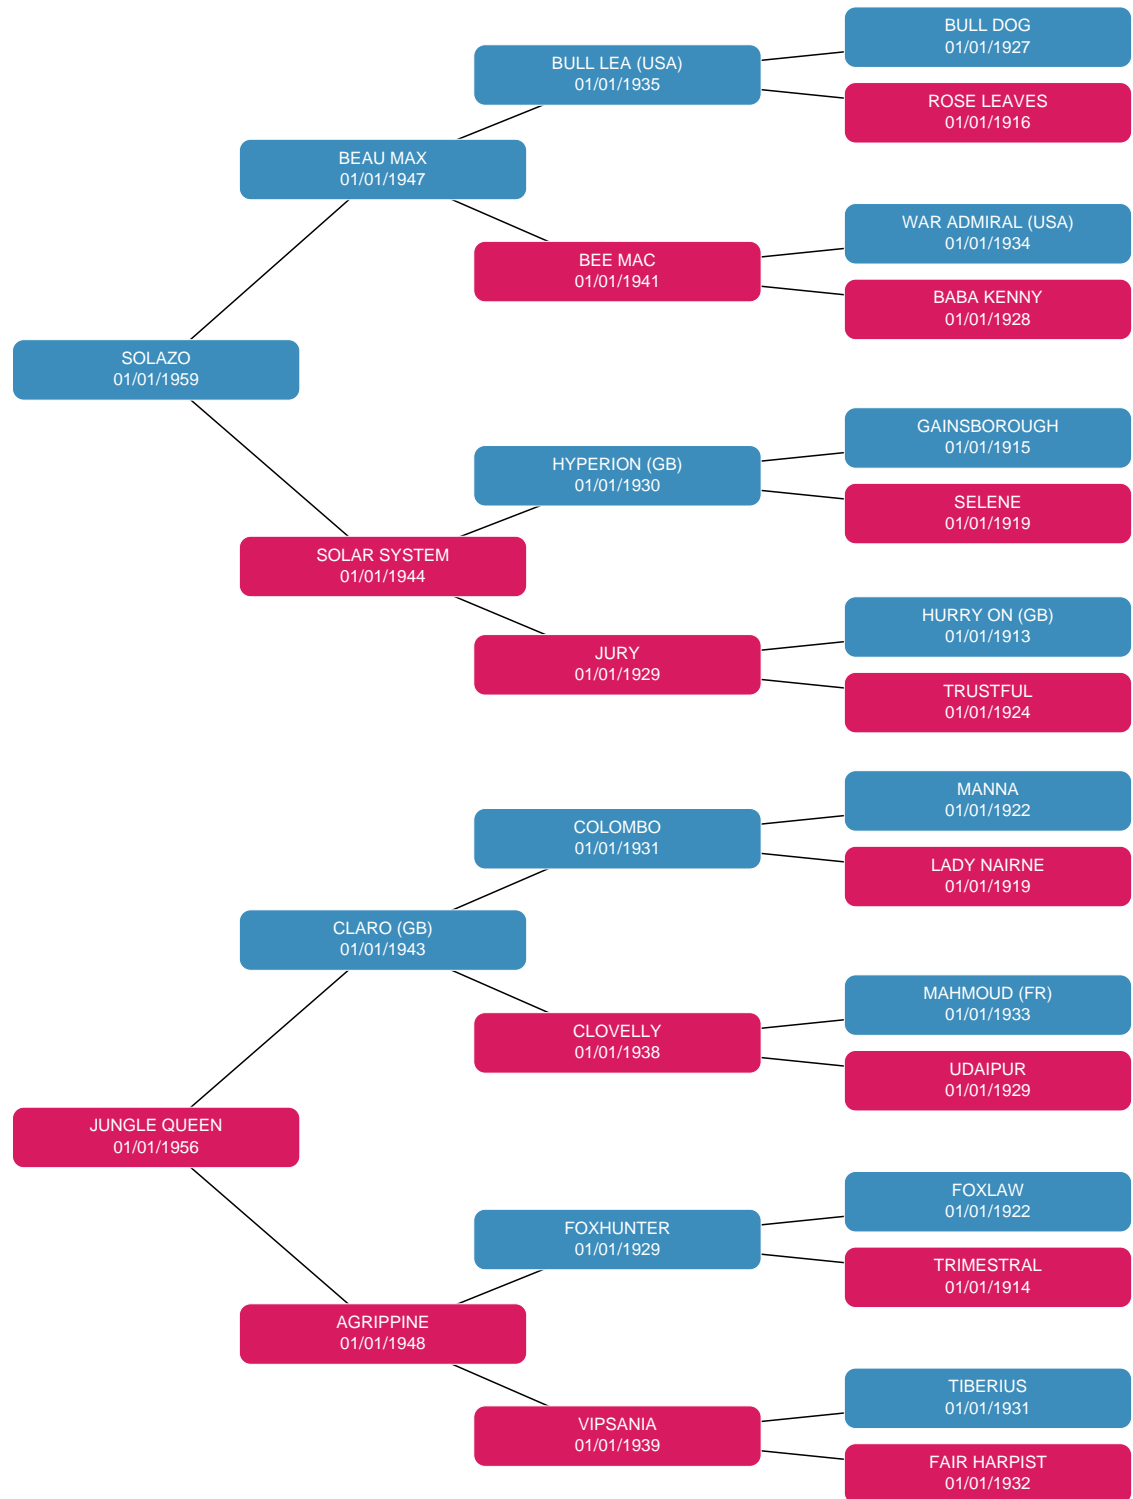 BULL DOG
01/01/1927
BULL LEA (USA)
01/01/1935
ROSE LEAVES
01/01/1916
BEAU MAX
01/01/1947
WAR ADMIRAL (USA)
01/01/1934
BEE MAC
01/01/1941
BABA KENNY
01/01/1928
SOLAZO
01/01/1959
GAINSBOROUGH
01/01/1915
HYPERION (GB)
01/01/1930
SELENE
01/01/1919
SOLAR SYSTEM
01/01/1944
HURRY ON (GB)
01/01/1913
JURY
01/01/1929
TRUSTFUL
01/01/1924
MANNA
01/01/1922
COLOMBO
01/01/1931
LADY NAIRNE
01/01/1919
CLARO (GB)
01/01/1943
MAHMOUD (FR)
01/01/1933
CLOVELLY
01/01/1938
UDAIPUR
01/01/1929
JUNGLE QUEEN
01/01/1956
FOXLAW
01/01/1922
FOXHUNTER
01/01/1929
TRIMESTRAL
01/01/1914
AGRIPPINE
01/01/1948
TIBERIUS
01/01/1931
VIPSANIA
01/01/1939
FAIR HARPIST
01/01/1932